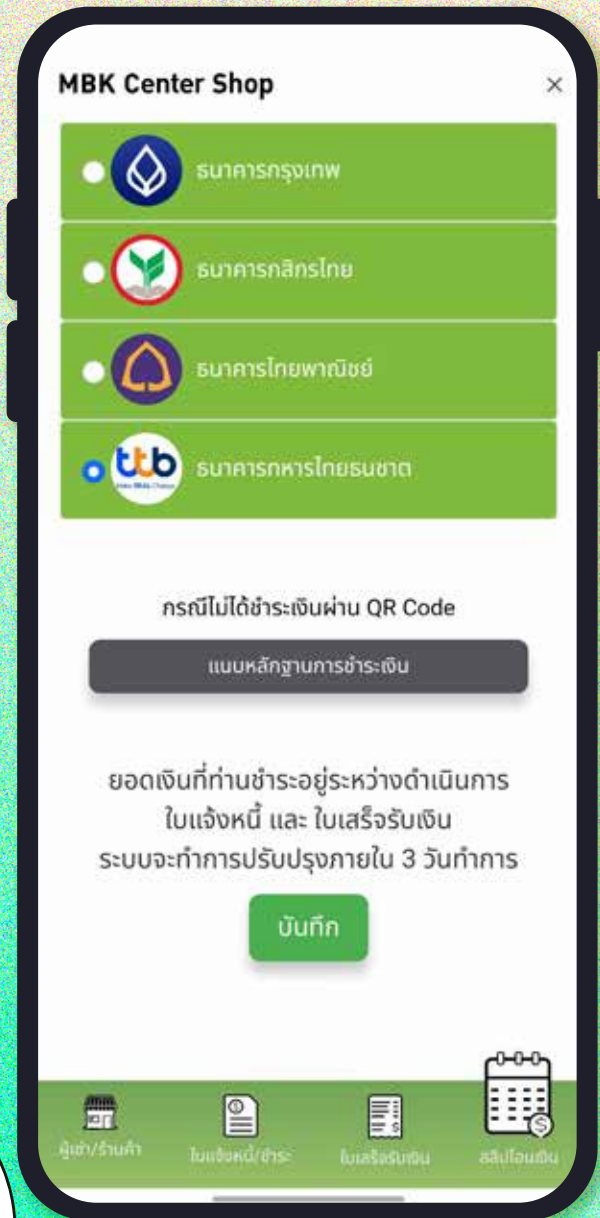 MBK Center Shop
ธนาคารกรุงเทพ
ธนาคารกสิกรไทย
ธนาคารไทยพาณิชย์
ttb
ธนาคารทหารไทยธนชาต
กรณีไม่ได้ชำระเงินผ่าน QR Code
แนบหลักฐานการชำระเงิน
ยอดเงินที่ท่านชำระอยู่ระหว่างดำเนินการ
ใบแจ้งหนี้ และ ใบเสร็จรับเงิน
ระบบจะทำการปรับปรุงภายใน 3 วันทำการ
บันทึก
ผู้เช่า/ร้านค้า
ใบแจ้งหนี้/ชำระ
ใบเสร็จรับเงิน
สลิปโอนเงิน